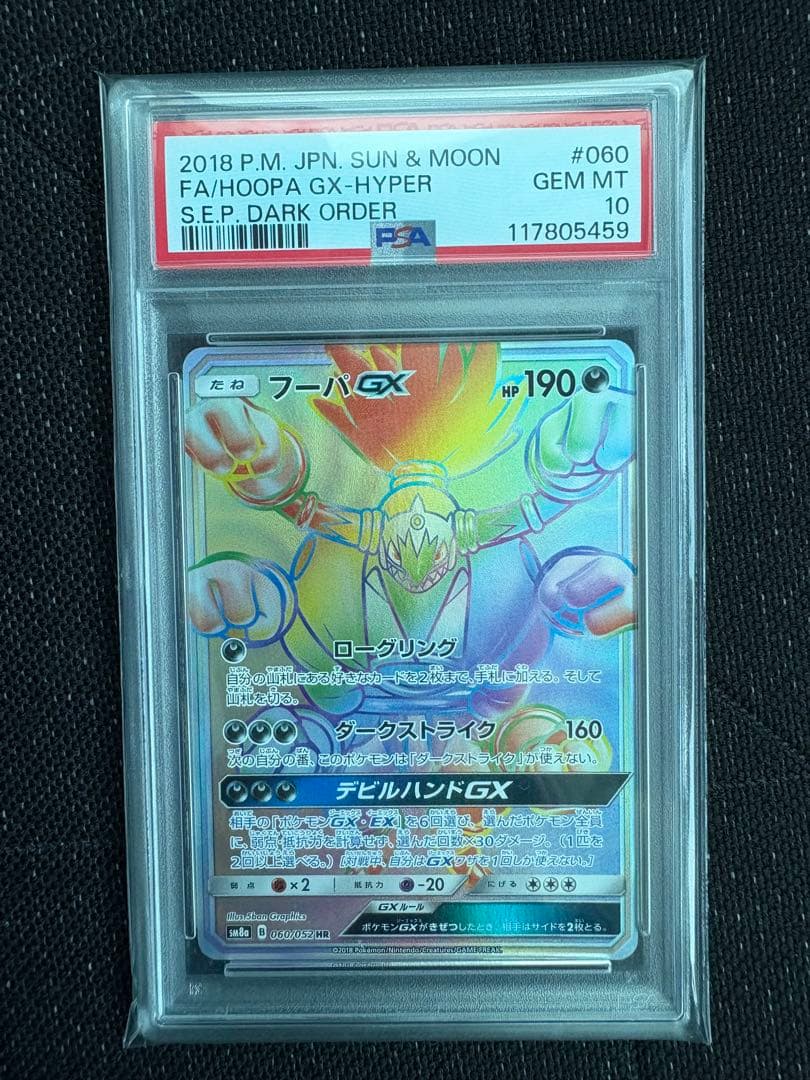 2018 P.M. JPN. SUN & MOON #060
FA/HOOPA GX-HYPER GEM MT
S.E.P. DARK ORDER 10
PSA 117805459
たね フーパGX HP190
ローグリング
自分の山札にある好きなカードを2枚まで、手札に加える。そして
山札を切る。
ダークストライク 160
次の自分の番、このポケモンは「ダークストライク」が使えない。
デビルハンドGX
相手の「ポケモンGX・EX」を6回選び、選んだポケモン全員
に、弱点・抵抗力を計算せず、選んだ回数×30ダメージ。（1匹を
2回以上選べる。）[対戦中、自分はGXワザを1回しか使えない。]
弱点 ×2 抵抗力 -20 にげる
GXルール
Illus.5ban Graphics
ポケモンGXがきぜつしたとき、相手はサイドを2枚とる。
SM8a B 060/052 HR
©2018 Pokémon/Nintendo/Creatures/GAME FREAK.